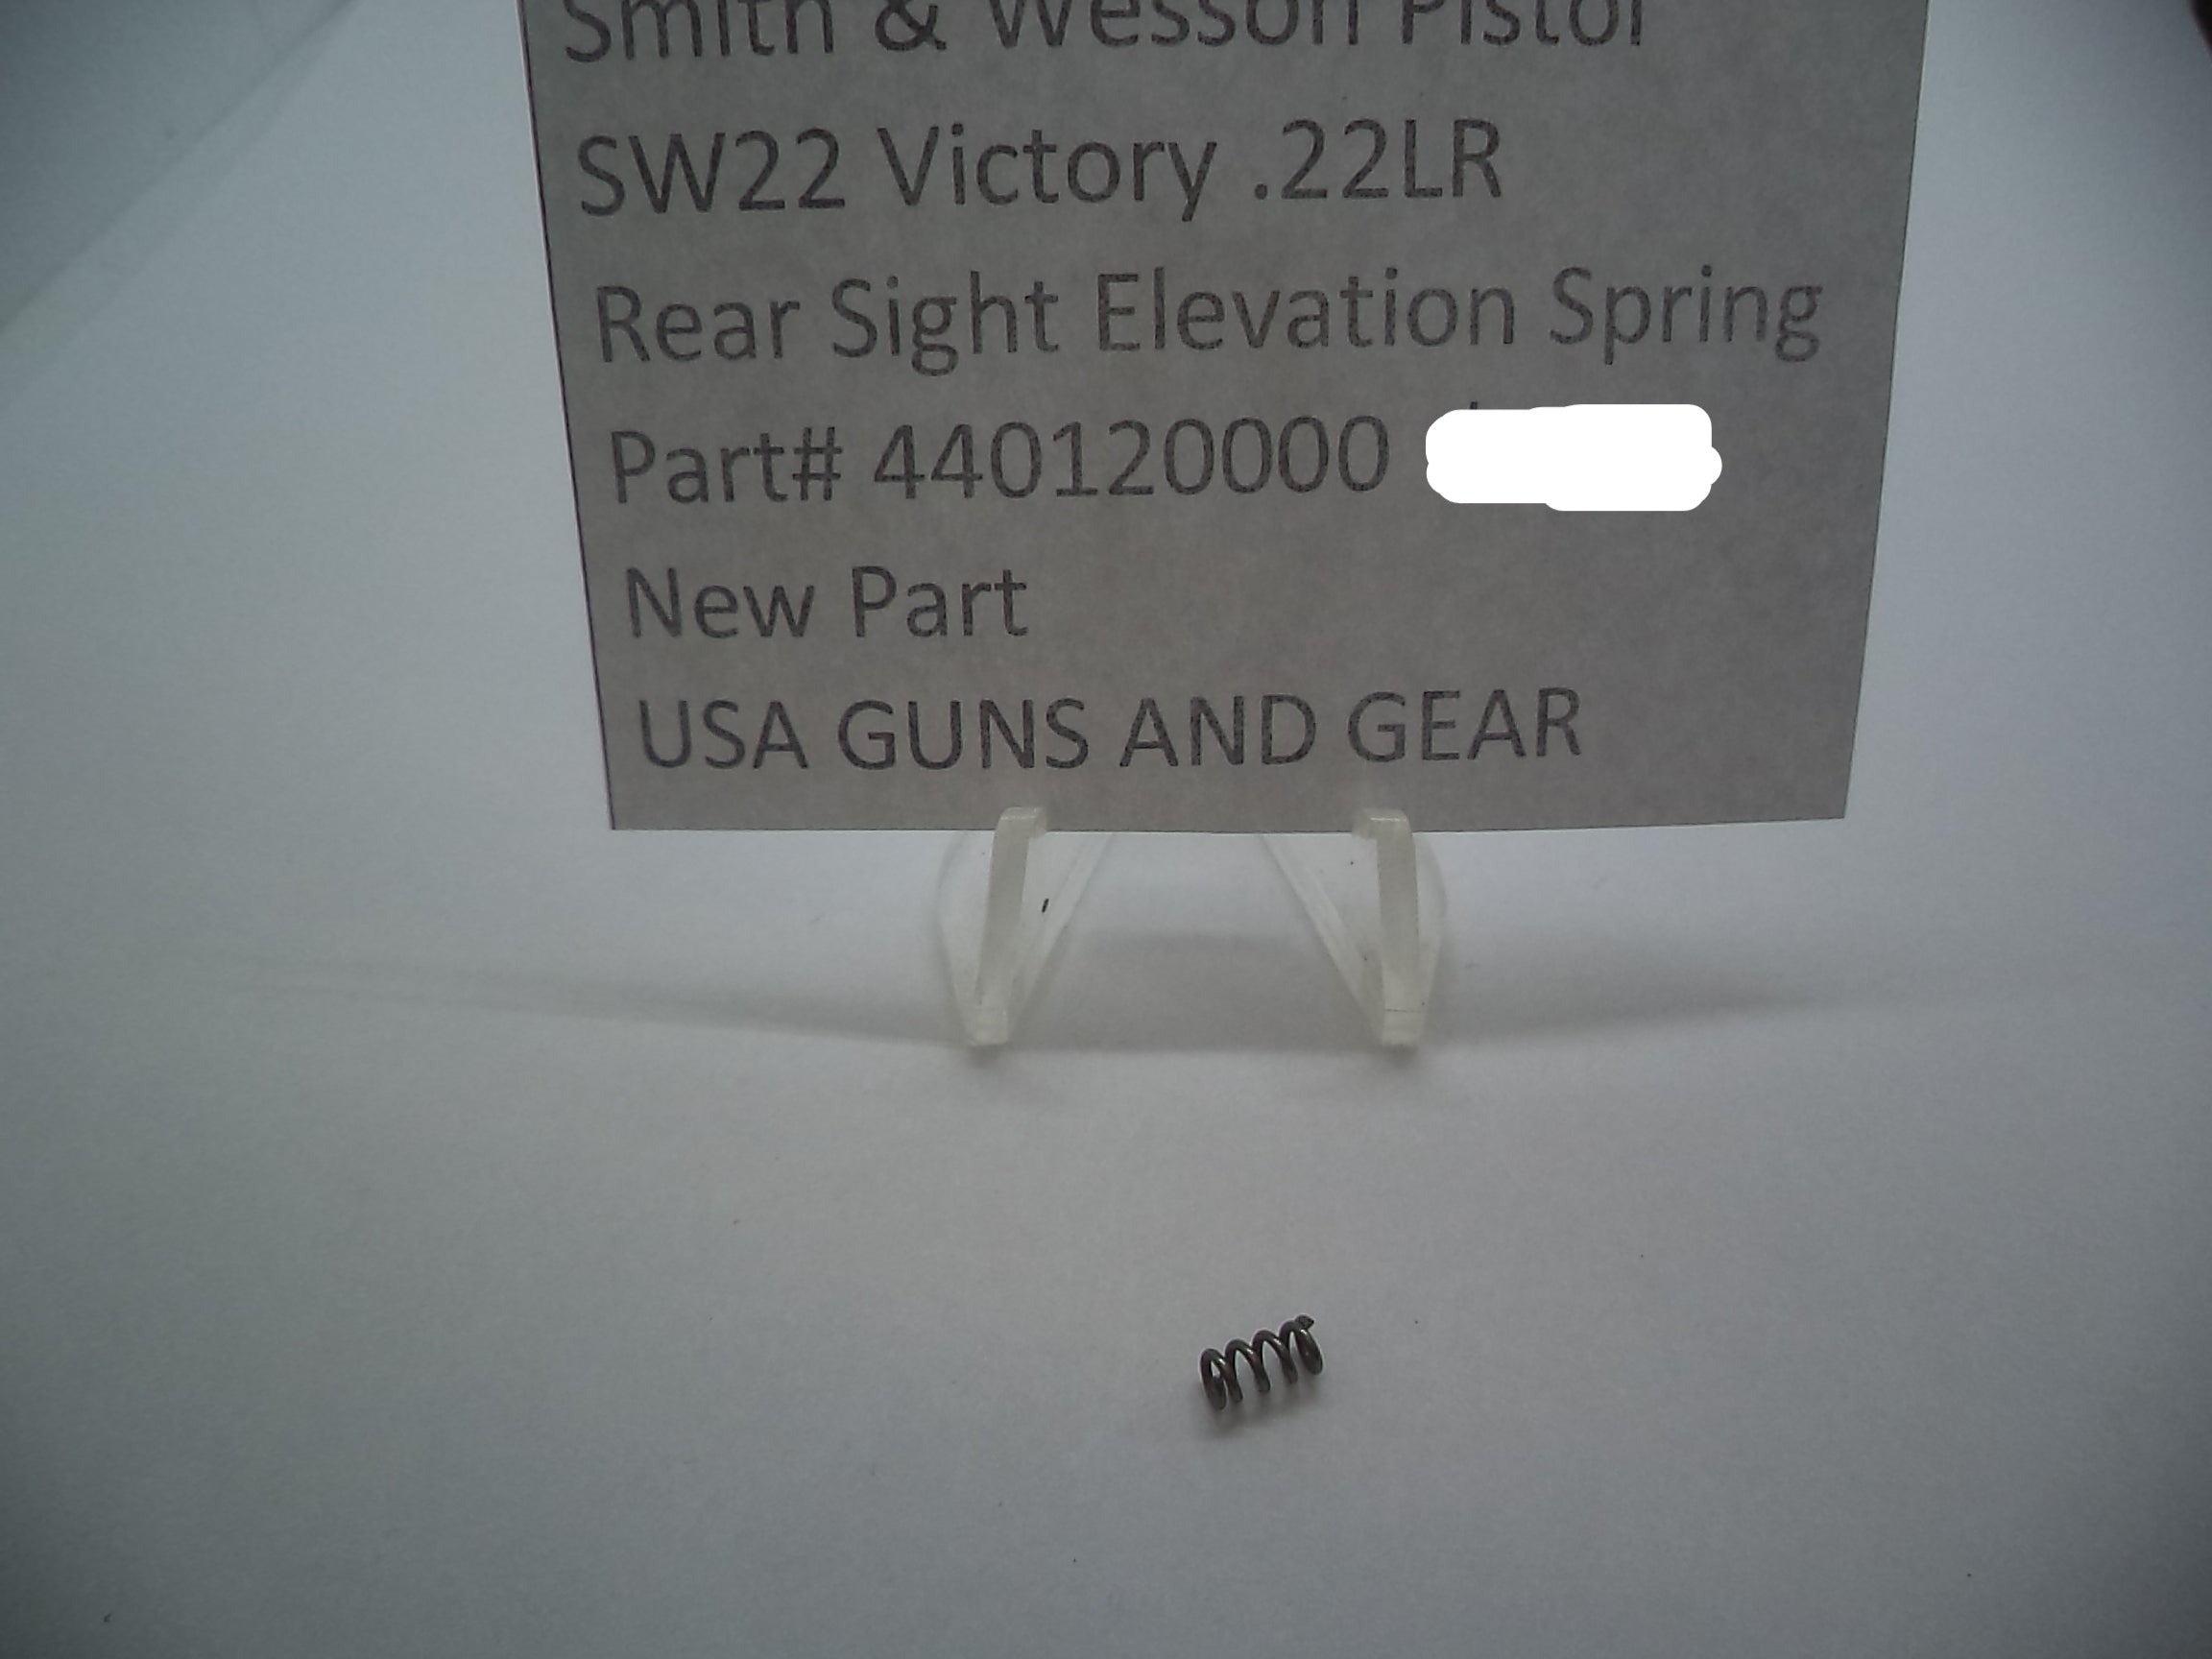 Smith & Wesson Pistol
SW22 Victory .22LR
Rear Sight Elevation Spring
Part# 440120000
New Part
USA GUNS AND GEAR